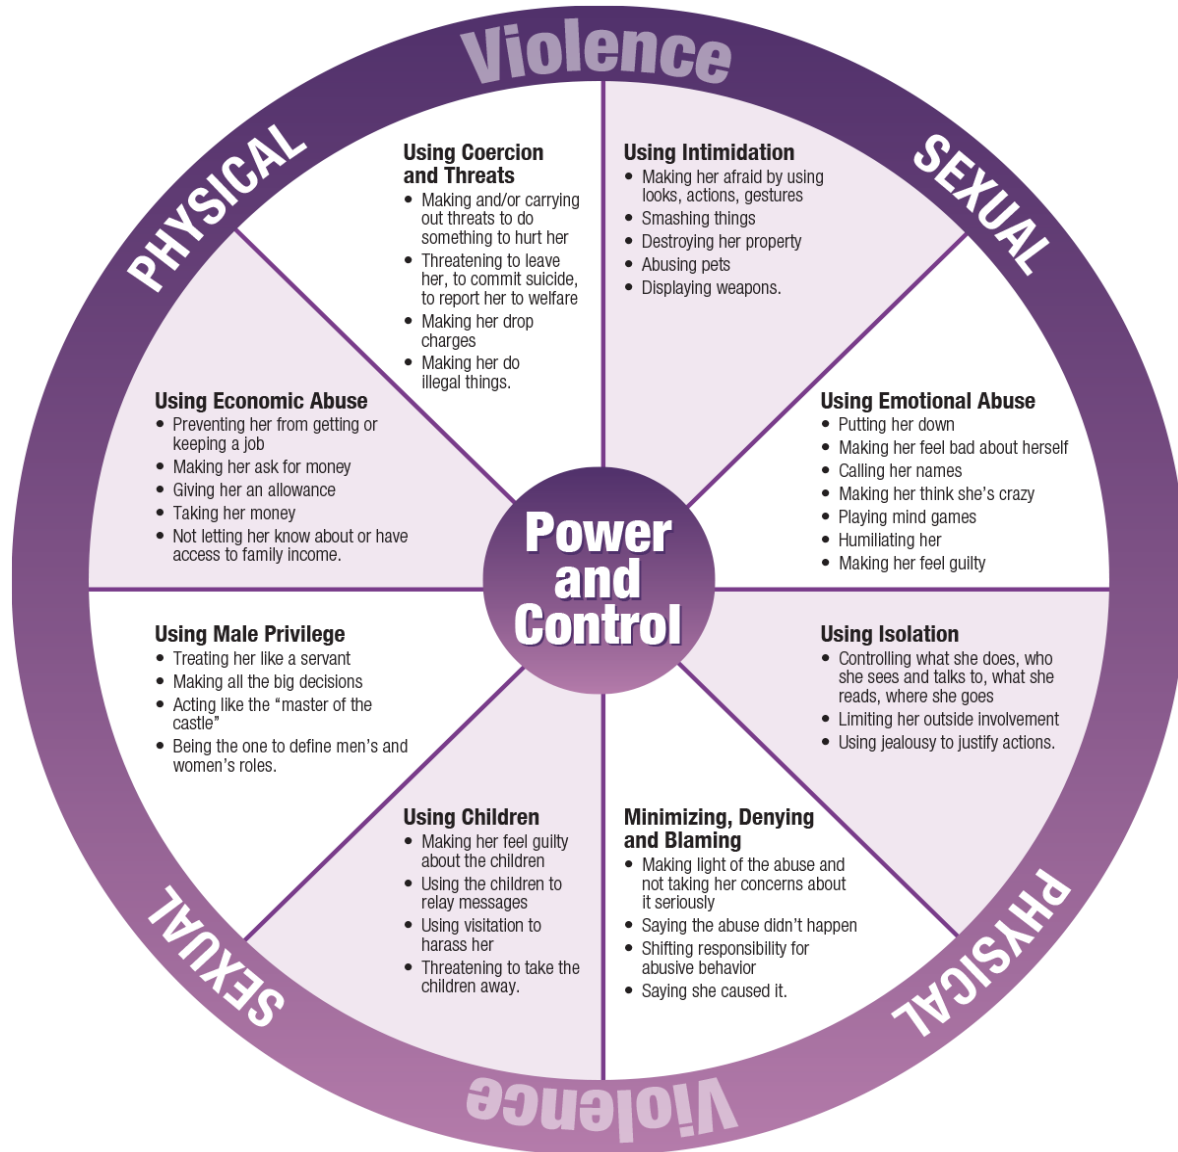 Violence
PHYSICAL
SEXUAL
Using Coercion
and Threats
• Making and/or carrying
out threats to do
something to hurt her
• Threatening to leave
her, to commit suicide,
to report her to welfare
• Making her drop
charges
• Making her do
illegal things.
Using Intimidation
• Making her afraid by using
looks, actions, gestures
• Smashing things
• Destroying her property
• Abusing pets
• Displaying weapons.
Using Economic Abuse
• Preventing her from getting or
keeping a job
• Making her ask for money
• Giving her an allowance
• Taking her money
• Not letting her know about or have
access to family income.
Using Emotional Abuse
• Putting her down
• Making her feel bad about herself
• Calling her names
• Making her think she’s crazy
• Playing mind games
• Humiliating her
• Making her feel guilty
Power
and
Control
Using Male Privilege
• Treating her like a servant
• Making all the big decisions
• Acting like the “master of the
castle”
• Being the one to define men’s and
women’s roles.
Using Isolation
• Controlling what she does, who
she sees and talks to, what she
reads, where she goes
• Limiting her outside involvement
• Using jealousy to justify actions.
Using Children
• Making her feel guilty
about the children
• Using the children to
relay messages
• Using visitation to
harass her
• Threatening to take the
children away.
Minimizing, Denying
and Blaming
• Making light of the abuse and
not taking her concerns about
it seriously
• Saying the abuse didn’t happen
• Shifting responsibility for
abusive behavior
• Saying she caused it.
SEXUAL
PHYSICAL
Violence